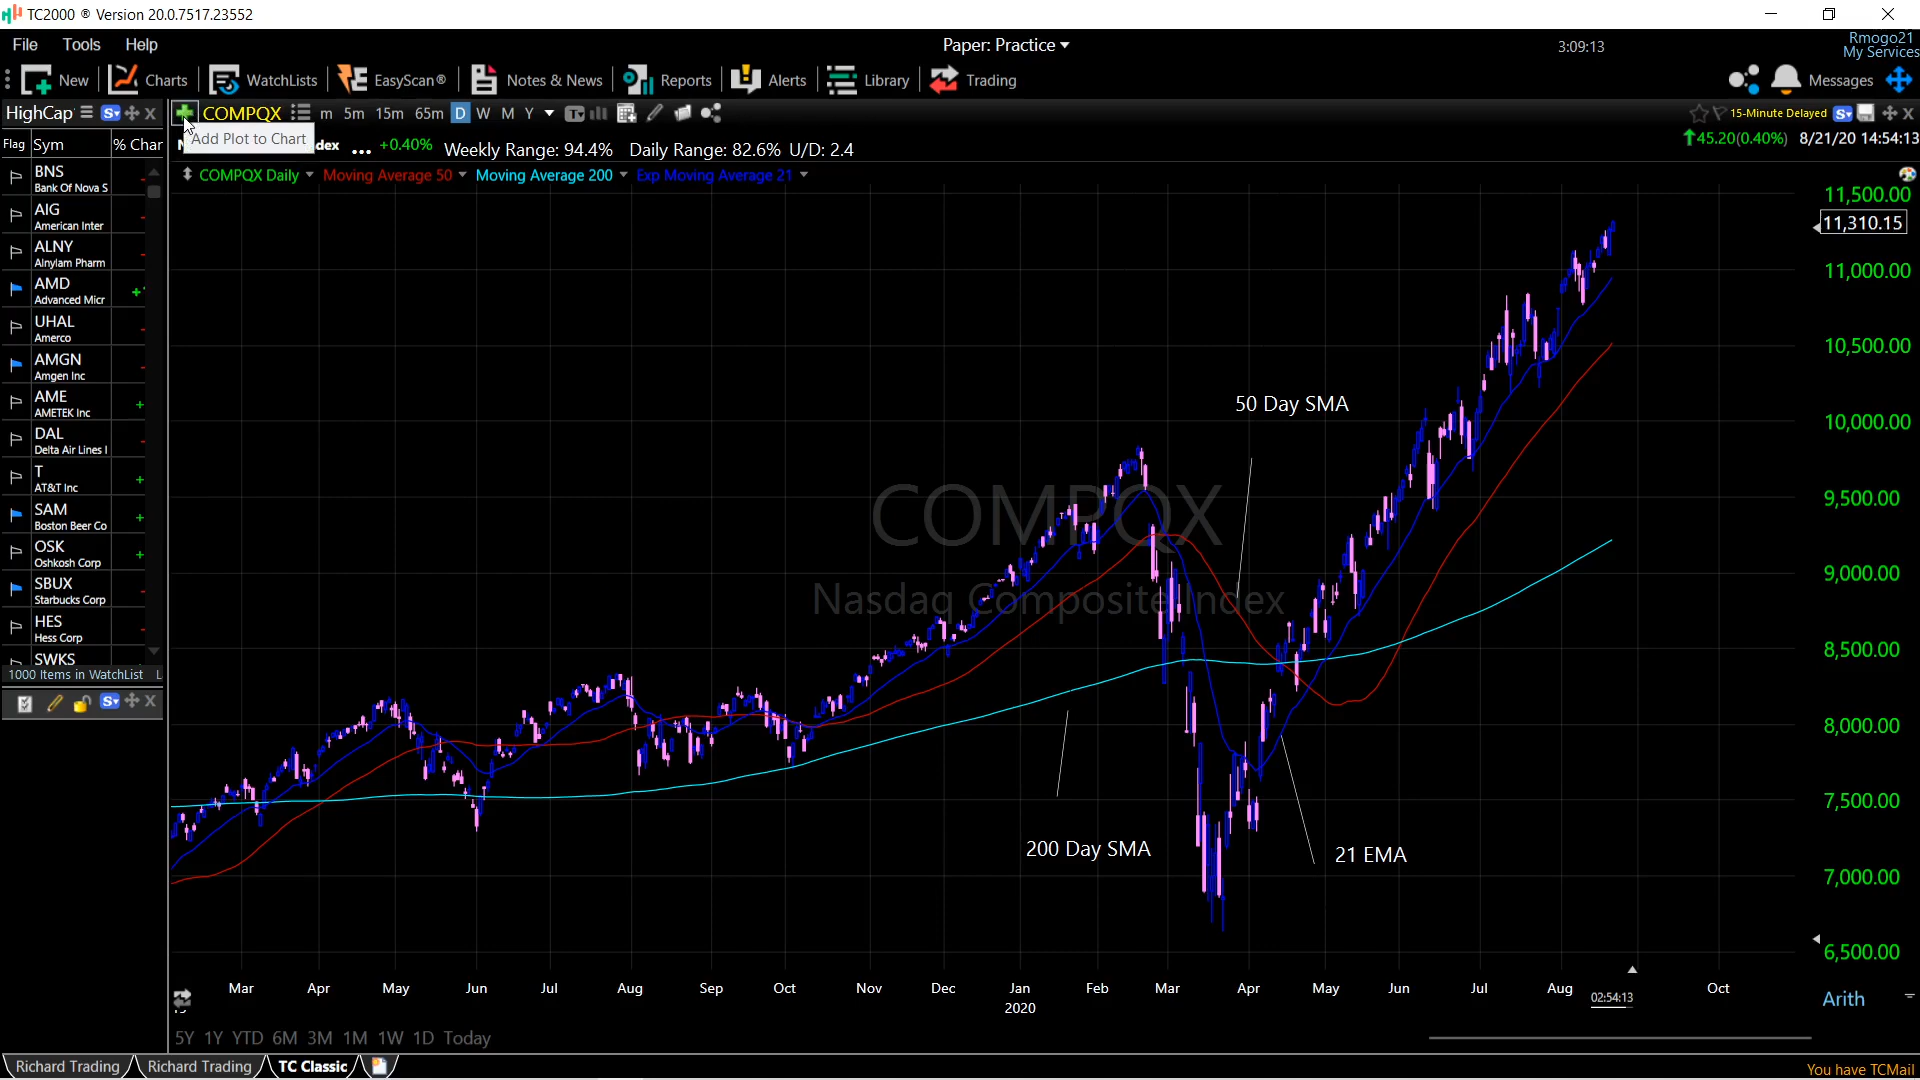 TC2000 ® Version 20.0.7517.23552
File Tools Help
Paper: Practice
3:09:13
Rmogo21
My Services
New Charts WatchLists EasyScan® Notes & News Reports Alerts Library Trading
Messages
HighCap
COMPQX m 5m 15m 65m D W M Y
15-Minute Delayed
Add Plot to Chart
dex ... +0.40% Weekly Range: 94.4% Daily Range: 82.6% U/D: 2.4
45.20(0.40%) 8/21/20 14:54:13
COMPQX Daily Moving Average 50 Moving Average 200 Exp Moving Average 21
Flag Sym % Char
BNS
Bank Of Nova S
AIG
American Inter
ALNY
Alnylam Pharm
AMD
Advanced Micr
UHAL
Amerco
AMGN
Amgen Inc
AME
AMETEK Inc
DAL
Delta Air Lines I
T
AT&T Inc
SAM
Boston Beer Co
OSK
Oshkosh Corp
SBUX
Starbucks Corp
HES
Hess Corp
SWKS
1000 Items in WatchList
COMPQX
Nasdaq Composite Index
50 Day SMA
200 Day SMA
21 EMA
11,500.00
11,310.15
11,000.00
10,500.00
10,000.00
9,500.00
9,000.00
8,500.00
8,000.00
7,500.00
7,000.00
6,500.00
Mar Apr May Jun Jul Aug Sep Oct Nov Dec Jan Feb Mar Apr May Jun Jul Aug Oct
2020
02:54:13
Arith
5Y 1Y YTD 6M 3M 1M 1W 1D Today
Richard Trading Richard Trading TC Classic
You have TCMail